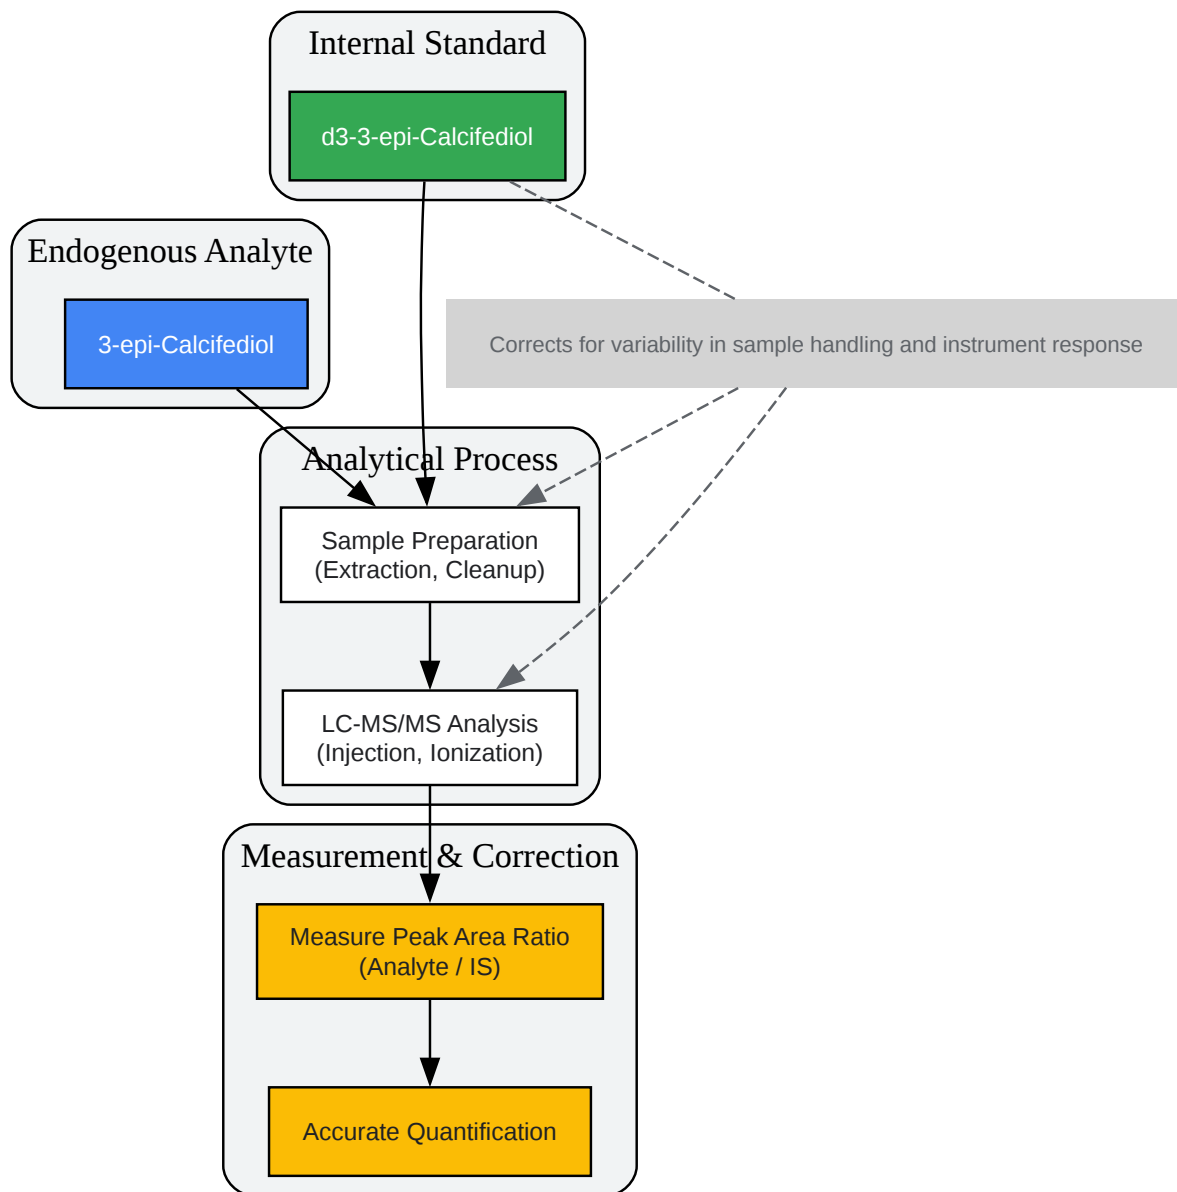 Internal Standard
d3-3-epi-Calcifediol
Endogenous Analyte
3-epi-Calcifediol
Corrects for variability in sample handling and instrument response
Analytical Process
Sample Preparation
(Extraction, Cleanup)
LC-MS/MS Analysis
(Injection, Ionization)
Measurement & Correction
Measure Peak Area Ratio
(Analyte / IS)
Accurate Quantification